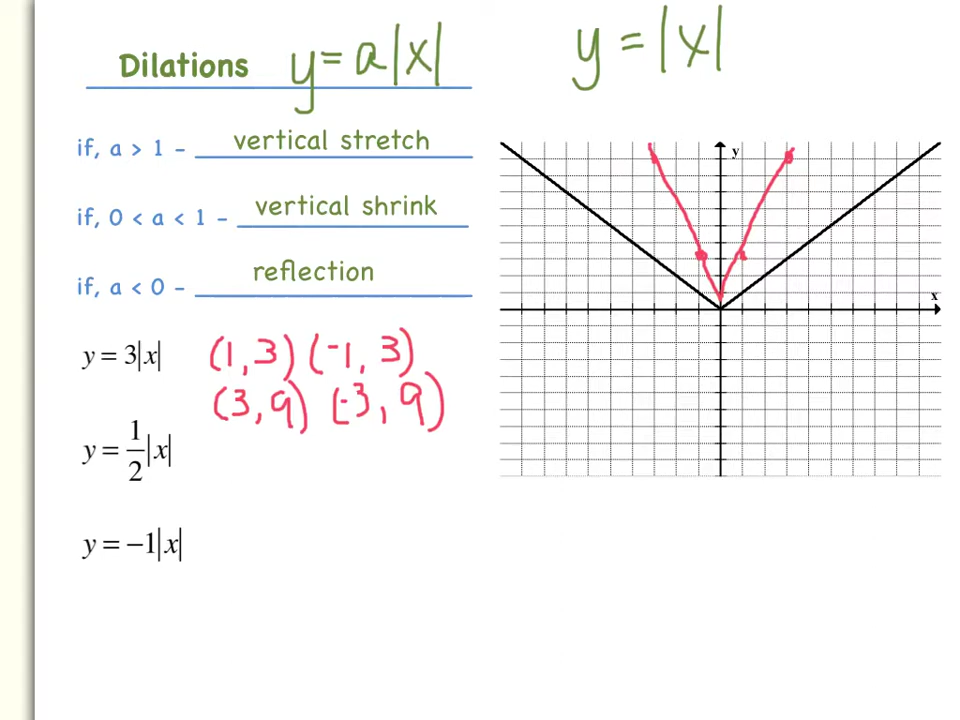 Dilations y = a|x|
y = |x|
if, a > 1 - vertical stretch
if, 0 < a < 1 - vertical shrink
if, a < 0 - reflection
y
x
y = 3|x| (1, 3) (-1, 3)
(3, 9) (-3, 9)
y = 1/2|x|
y = -1|x|